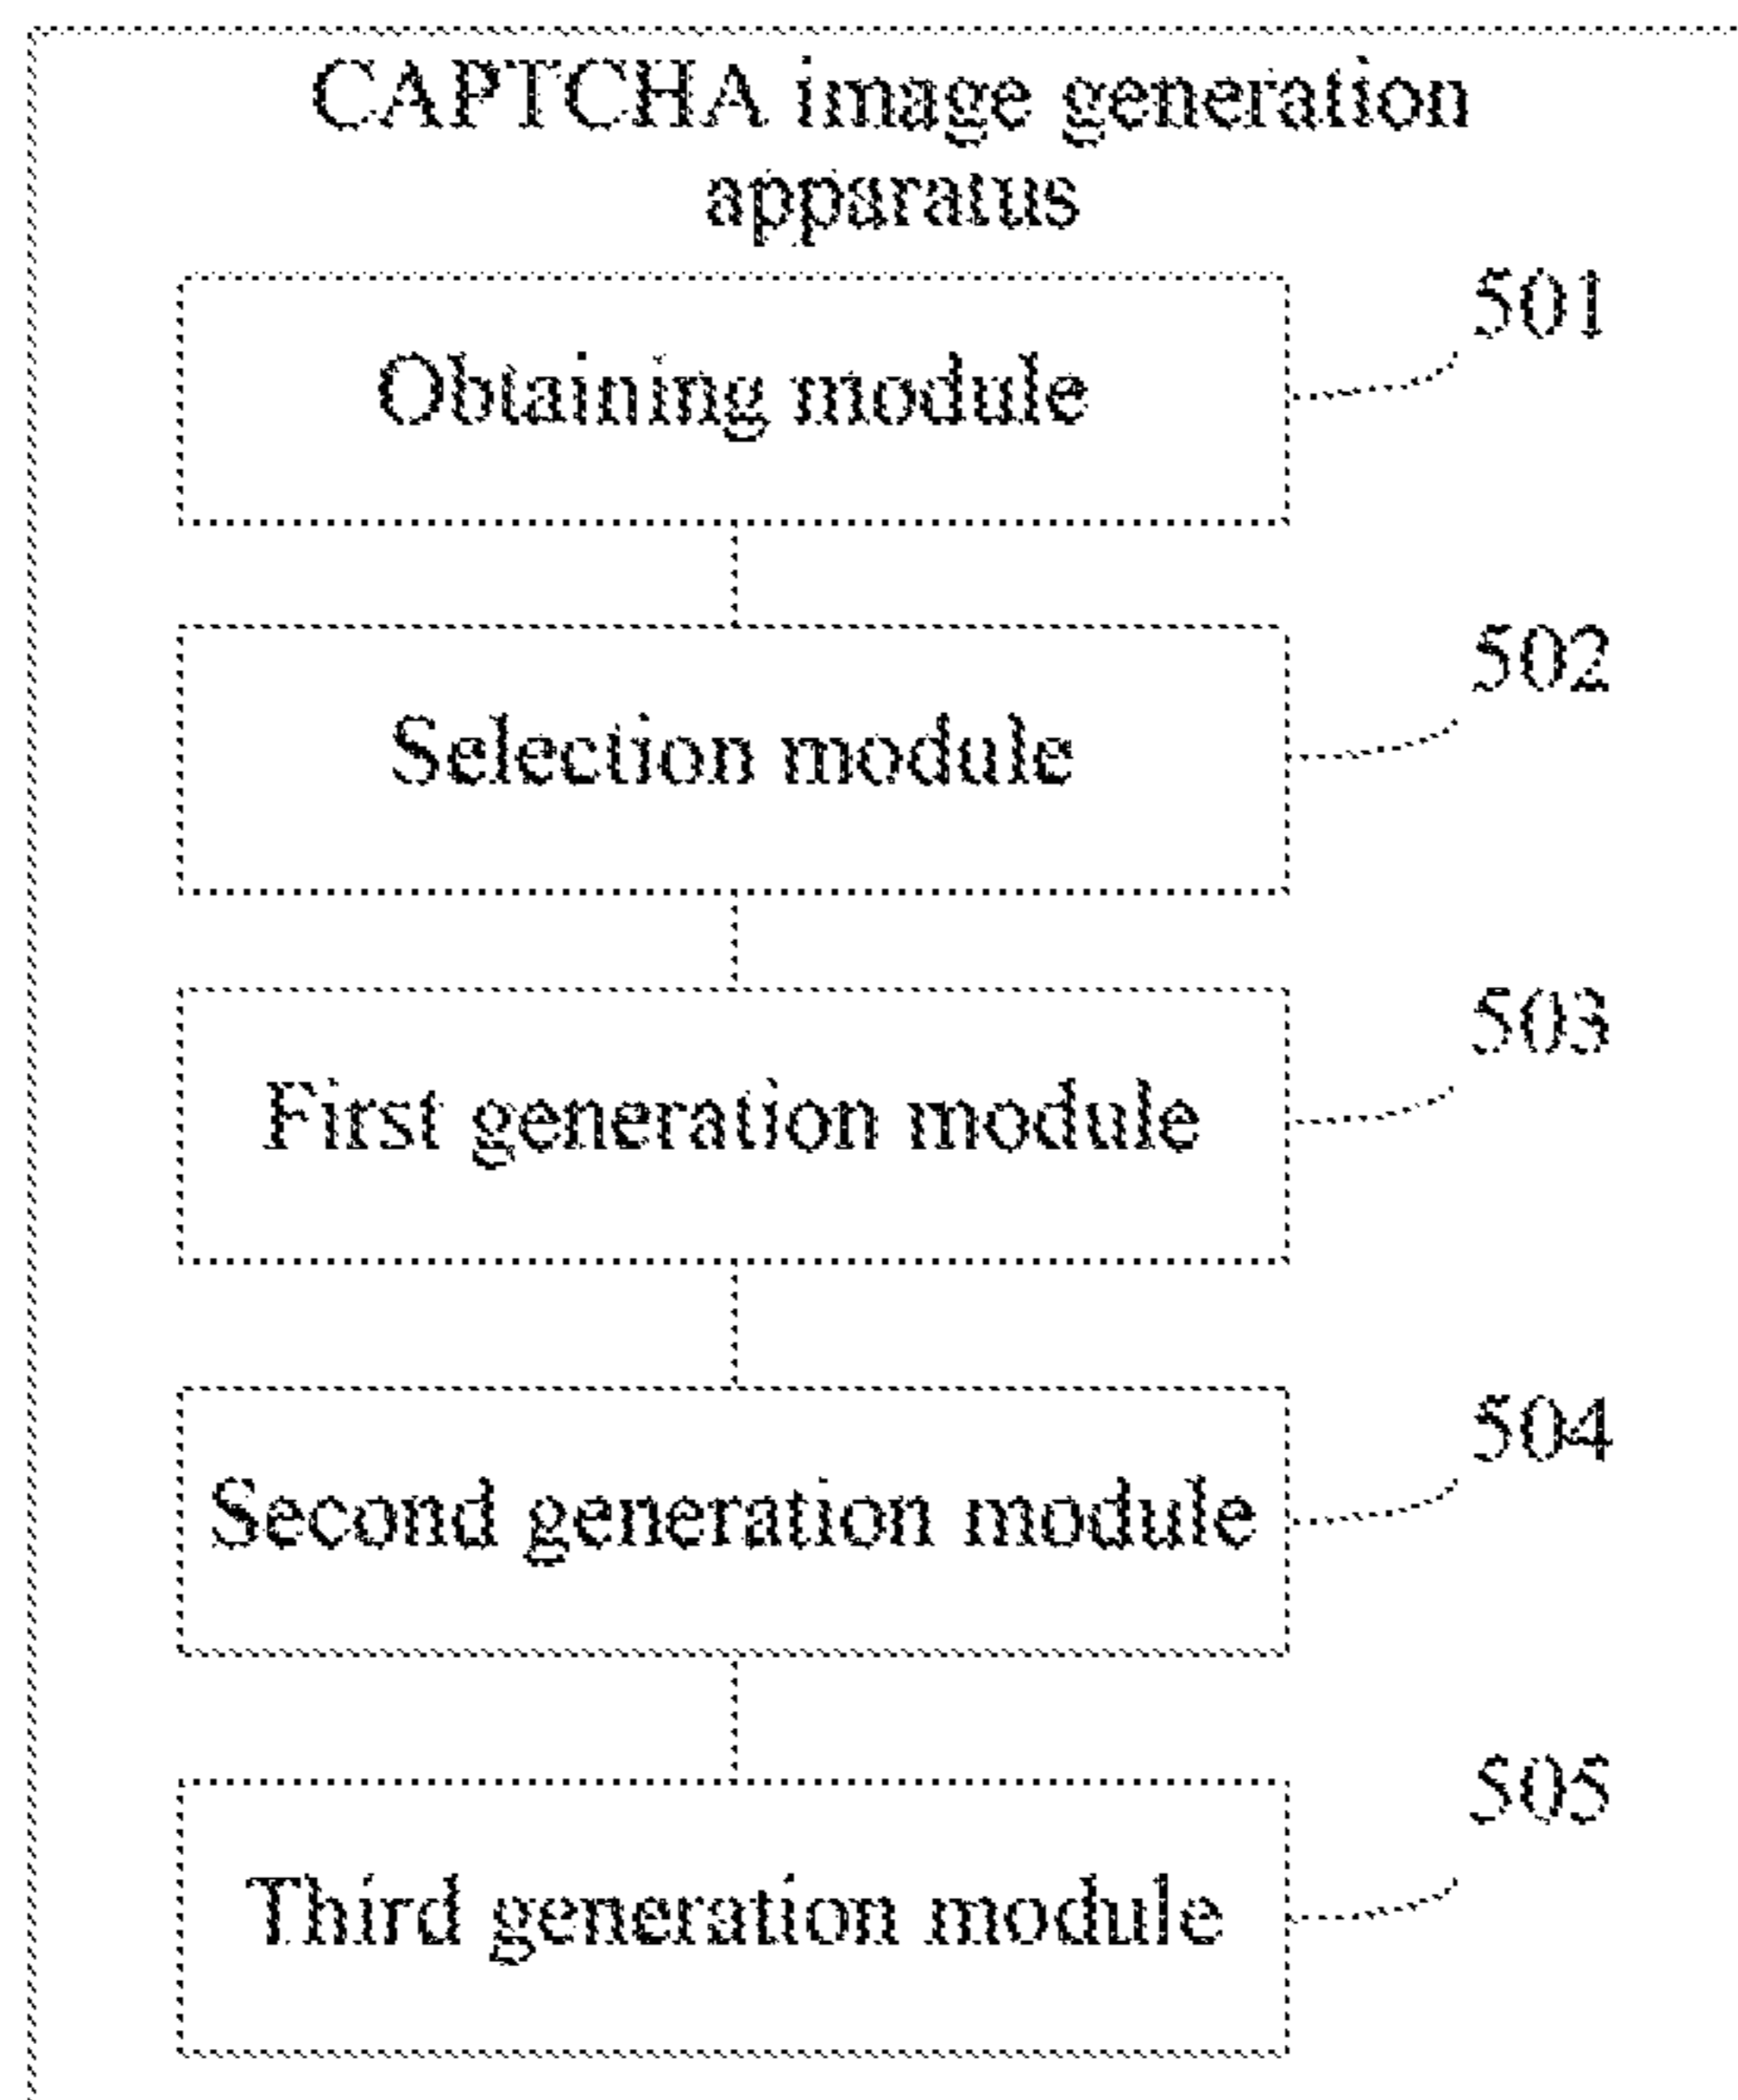 CAPTCHA image generation
apparatus
501
Obtaining module
502
Selection module
503
First generation module
504
Second generation module
505
Third generation module